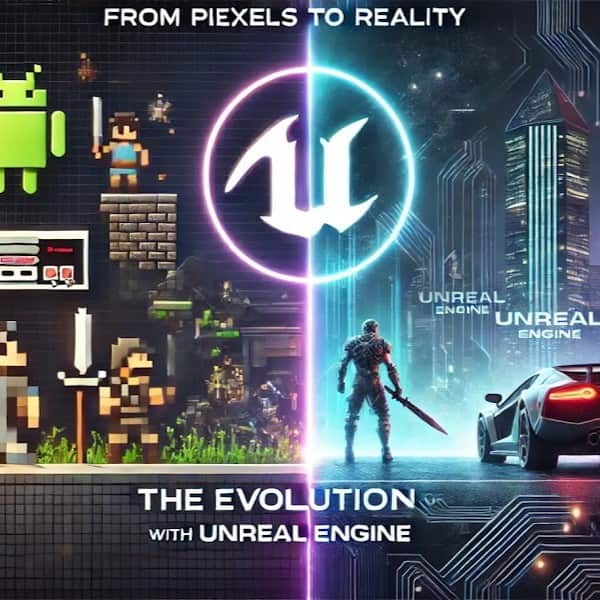 FROM PIEXELS TO REALITY
UNREAL
ENGINE
UNREAL
ENGINE
THE EVOLUTION
WITH UNREAL ENGINE